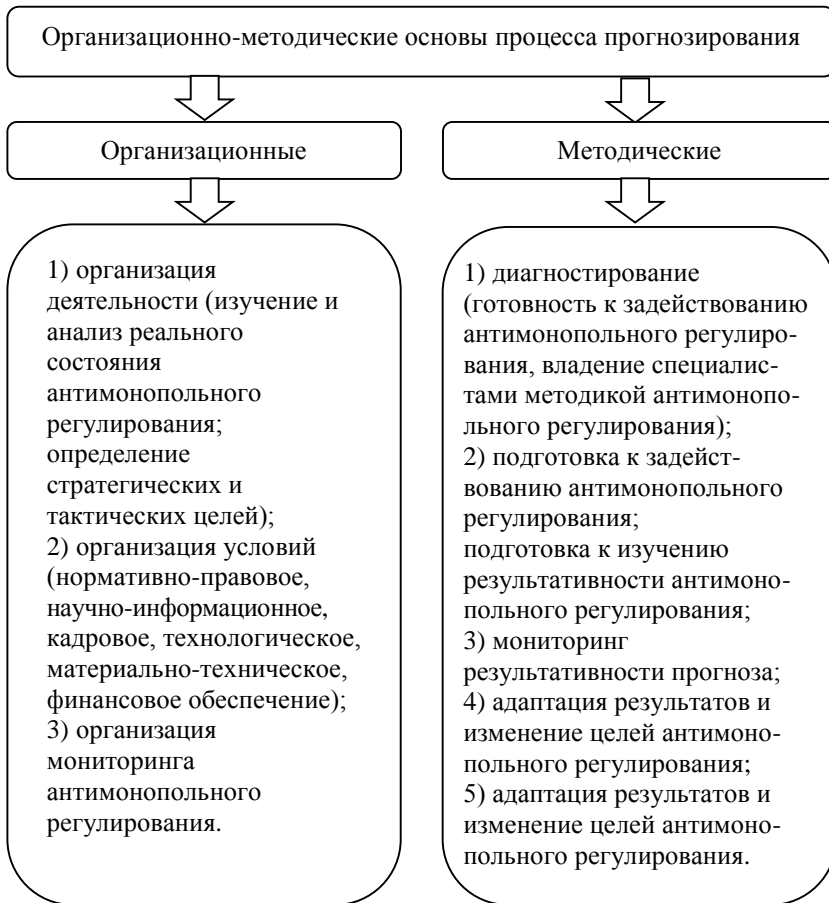 Организационно-методические основы процесса прогнозирования
Организационные
Методические
1) организация
деятельности (изучение и
анализ реального
состояния
антимонопольного
регулирования;
определение
стратегических и
тактических целей);
2) организация условий
(нормативно-правовое,
научно-информационное,
кадровое, технологическое,
материально-техническое,
финансовое обеспечение);
3) организация
мониторинга
антимонопольного
регулирования.
1) диагностирование
(готовность к задействованию
антимонопольного регулиро-
вания, владение специалис-
тами методикой антимонопо-
льного регулирования);
2) подготовка к задейст-
вованию антимонопольного
регулирования;
подготовка к изучению
результативности антимоно-
польного регулирования;
3) мониторинг
результативности прогноза;
4) адаптация результатов и
изменение целей антимоно-
польного регулирования;
5) адаптация результатов и
изменение целей антимоно-
польного регулирования.